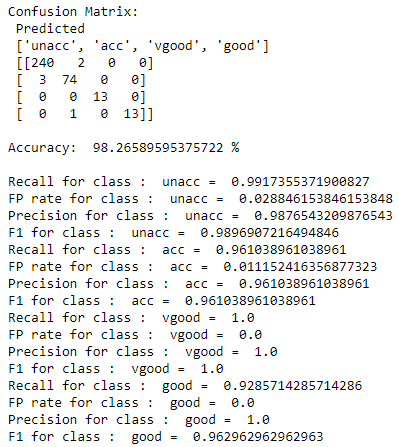 Confusion Matrix:
 Predicted
 ['unacc', 'acc', 'vgood', 'good']
 [[240   2   0   0]
 [  3  74   0   0]
 [  0   0  13   0]
 [  0   1   0  13]]

Accuracy:  98.26589595375722 %

Recall for class :  unacc =  0.9917355371900827
FP rate for class :  unacc =  0.028846153846153848
Precision for class :  unacc =  0.9876543209876543
F1 for class :  unacc =  0.9896907216494846
Recall for class :  acc =  0.961038961038961
FP rate for class :  acc =  0.011152416356877323
Precision for class :  acc =  0.961038961038961
F1 for class :  acc =  0.961038961038961
Recall for class :  vgood =  1.0
FP rate for class :  vgood =  0.0
Precision for class :  vgood =  1.0
F1 for class :  vgood =  1.0
Recall for class :  good =  0.9285714285714286
FP rate for class :  good =  0.0
Precision for class :  good =  1.0
F1 for class :  good =  0.962962962962963